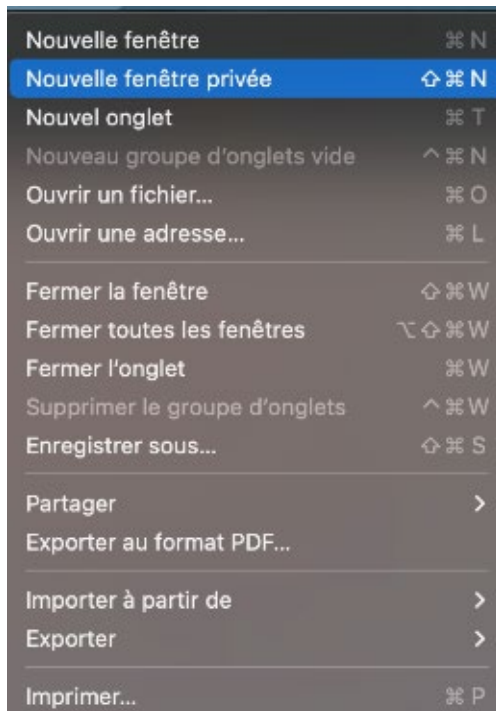 Nouvelle fenêtre ⌘ N
Nouvelle fenêtre privée ⇧ ⌘ N
Nouvel onglet ⌘ T
Nouveau groupe d'onglets vide ^ ⌘ N
Ouvrir un fichier... ⌘ O
Ouvrir une adresse... ⌘ L
Fermer la fenêtre ⇧ ⌘ W
Fermer toutes les fenêtres ⌥ ⇧ ⌘ W
Fermer l'onglet ⌘ W
Supprimer le groupe d'onglets ^ ⌘ W
Enregistrer sous... ⇧ ⌘ S
Partager >
Exporter au format PDF...
Importer à partir de >
Exporter >
Imprimer... ⌘ P